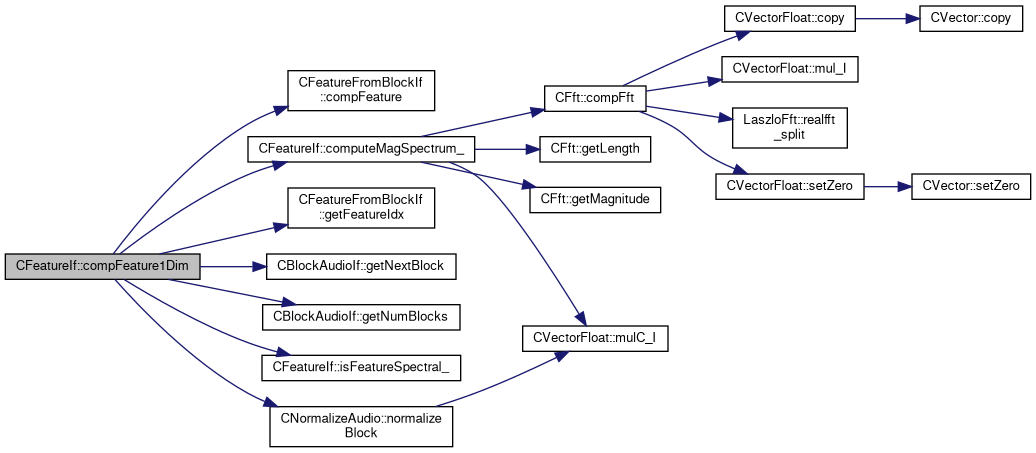 CFeatureIf::compFeature1Dim
CFeatureFromBlockIf
::compFeature
CFeatureIf::computeMagSpectrum_
CFeatureFromBlockIf
::getFeatureIdx
CBlockAudioIf::getNextBlock
CBlockAudioIf::getNumBlocks
CFeatureIf::isFeatureSpectral_
CNormalizeAudio::normalize
Block
CFft::compFft
CFft::getLength
CFft::getMagnitude
CVectorFloat::mulC_I
CVectorFloat::copy
CVectorFloat::mul_I
LaszloFft::realfft
_split
CVectorFloat::setZero
CVector::copy
CVector::setZero